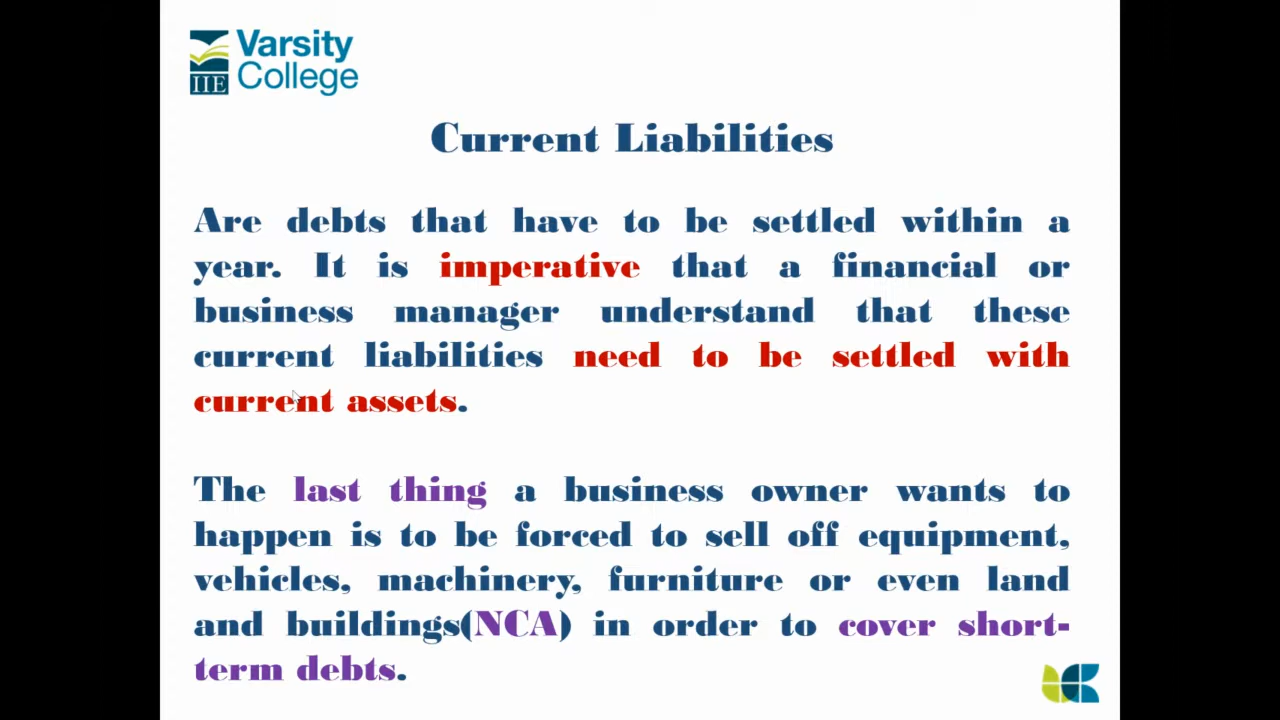 Varsity
College
IIE
Current Liabilities
Are debts that have to be settled within a
year. It is imperative that a financial or
business manager understand that these
current liabilities need to be settled with
current assets.
The last thing a business owner wants to
happen is to be forced to sell off equipment,
vehicles, machinery, furniture or even land
and buildings(NCA) in order to cover short-
term debts.